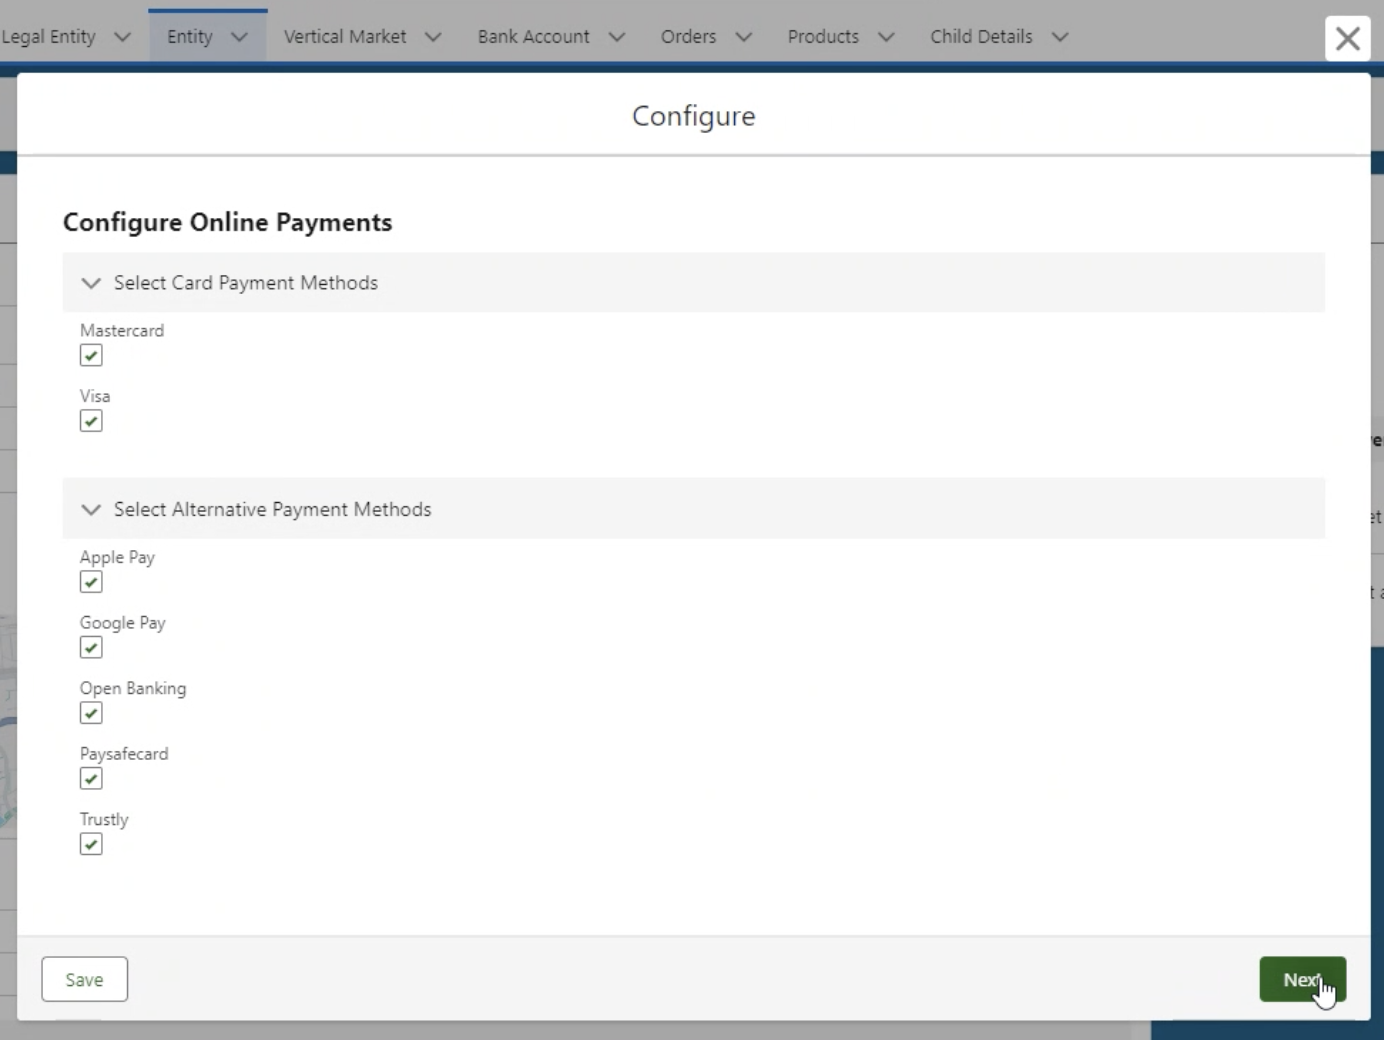 Legal Entity Entity Vertical Market Bank Account Orders Products Child Details
Configure
Configure Online Payments
Select Card Payment Methods
Mastercard
Visa
Select Alternative Payment Methods
Apple Pay
Google Pay
Open Banking
Paysafecard
Trustly
Save Next